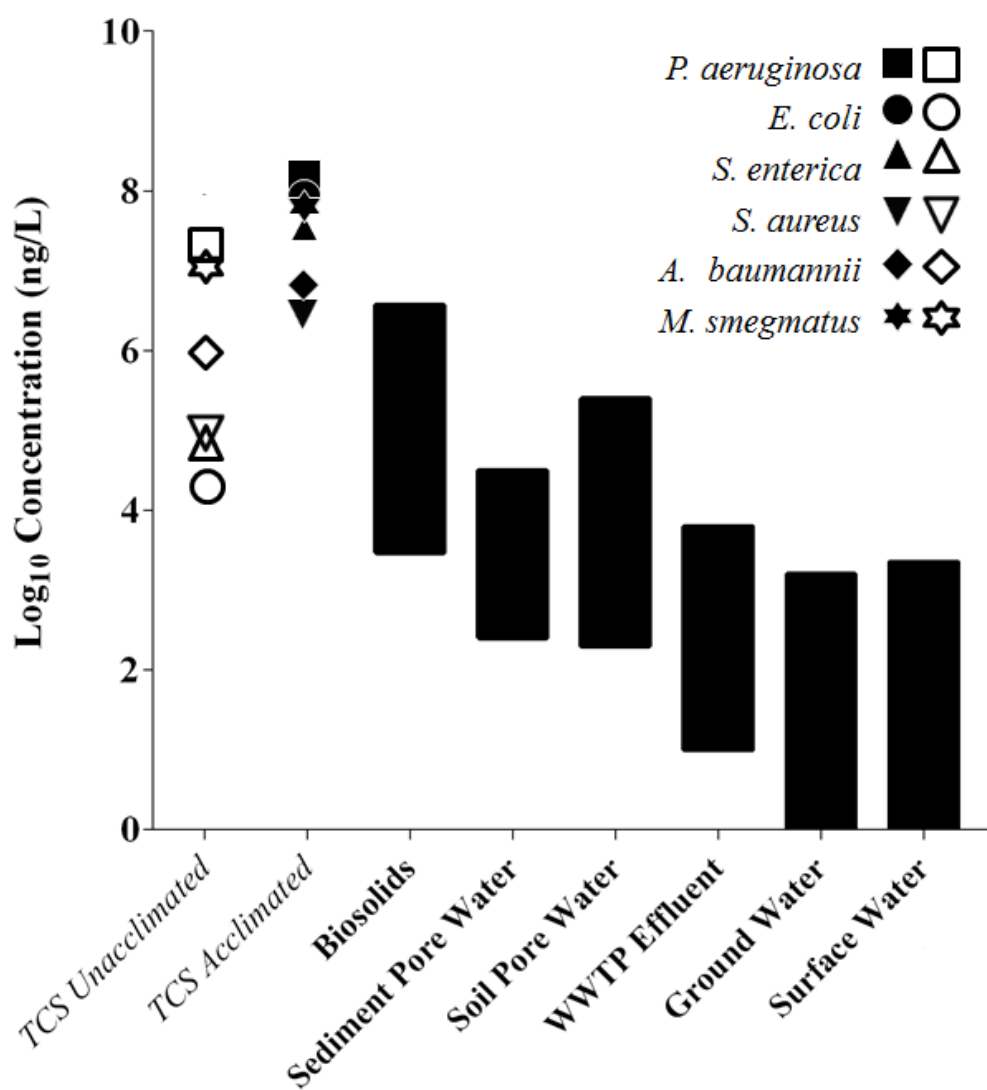 10
8
6
4
2
0
Log10 Concentration (ng/L)
P. aeruginosa
E. coli
S. enterica
S. aureus
A. baumannii
M. smegmatus
TCS Unacclimated
TCS Acclimated
Biosolids
Sediment Pore Water
Soil Pore Water
WWTP Effluent
Ground Water
Surface Water